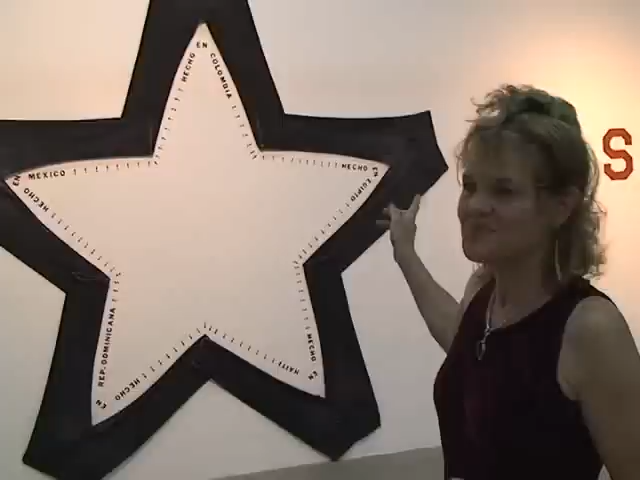 HECHO EN COLOMBIA
HECHO EN EGIPTO
HECHO EN HAITI
HECHO EN REP. DOMINICANA
HECHO EN MEXICO
S